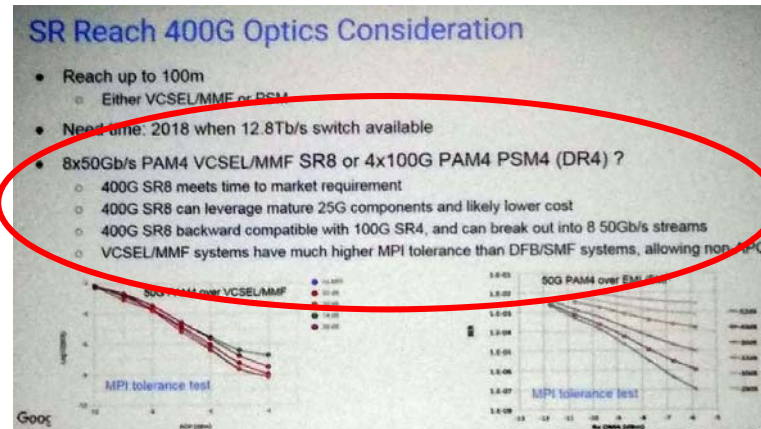 SR Reach 400G Optics Consideration
Reach up to 100m
Either VCSEL/MMF or PSM
Need time: 2018 when 12.8Tb/s switch available
8x50Gb/s PAM4 VCSEL/MMF SR8 or 4x100G PAM4 PSM4 (DR4) ?
400G SR8 meets time to market requirement
400G SR8 can leverage mature 25G components and likely lower cost
400G SR8 backward compatible with 100G SR4, and can break out into 8 50Gb/s streams
VCSEL/MMF systems have much higher MPI tolerance than DFB/SMF systems, allowing non-APC
50G PAM4 over VCSEL/MMF
50G PAM4 over
MPI tolerance test
MPI tolerance test
Goog